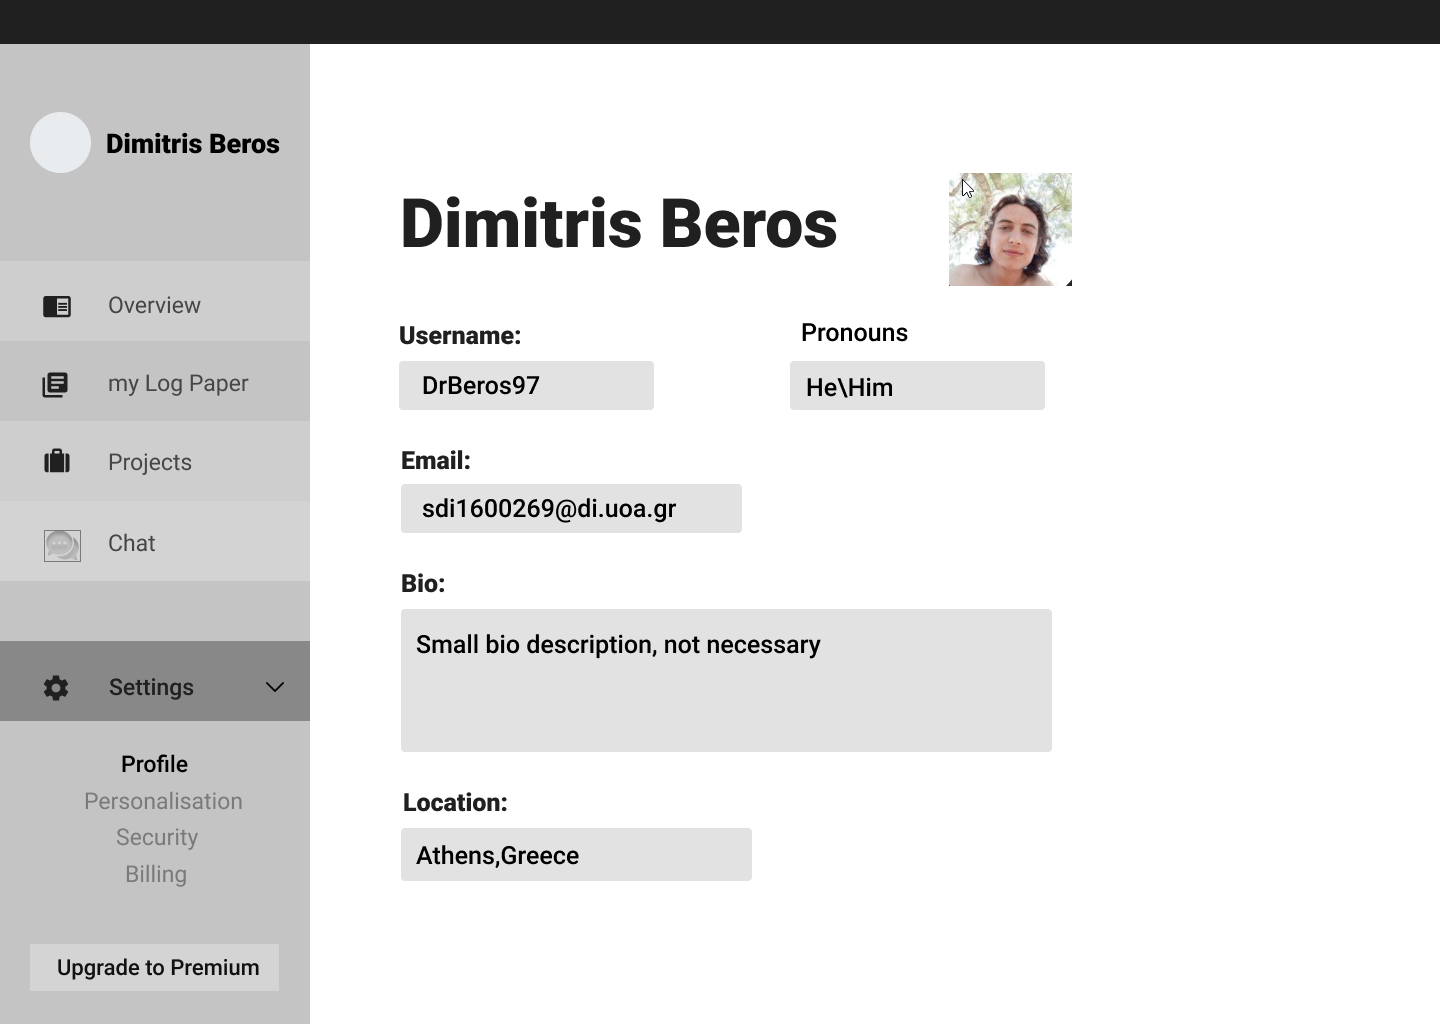 Dimitris Beros
Overview
my Log Paper
Projects
Chat
Settings
Profile
Personalisation
Security
Billing
Upgrade to Premium
Dimitris Beros
Username:
DrBeros97
Pronouns
He\Him
Email:
sdi1600269@di.uoa.gr
Bio:
Small bio description, not necessary
Location:
Athens,Greece